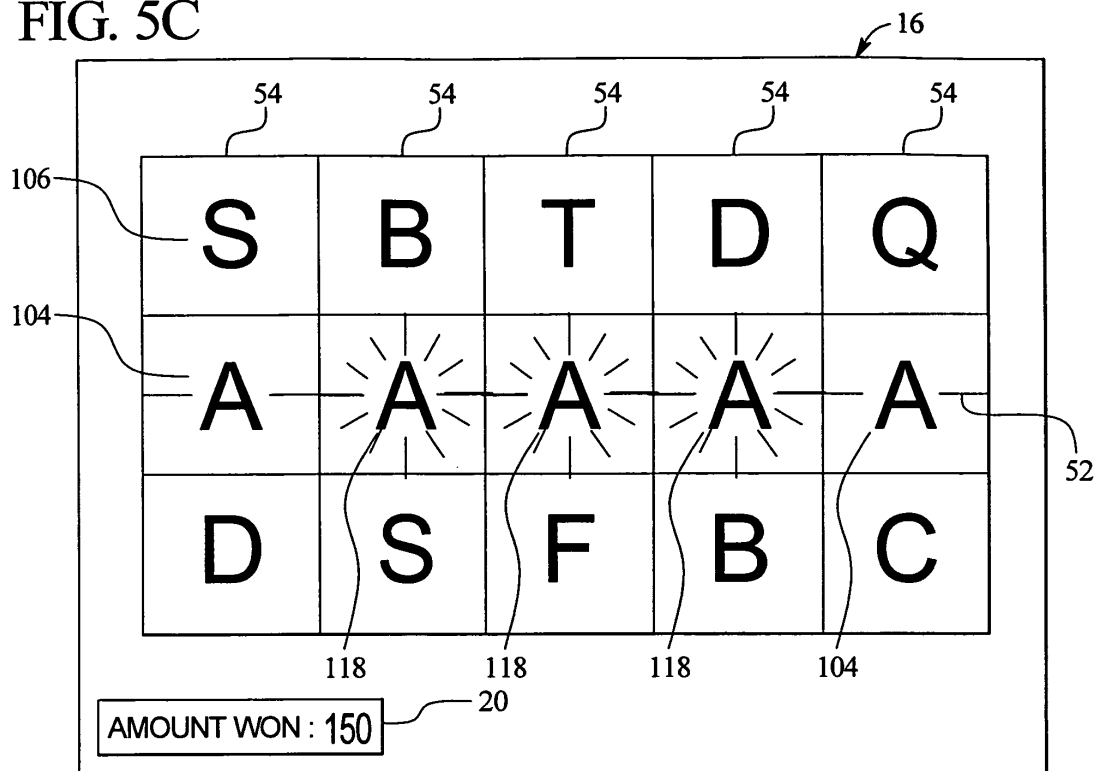 FIG. 5C
16
54 54 54 54 54
106 S B T D Q
104 A A A A A
52
D S F B C
118 118 118 104
20
AMOUNT WON : 150